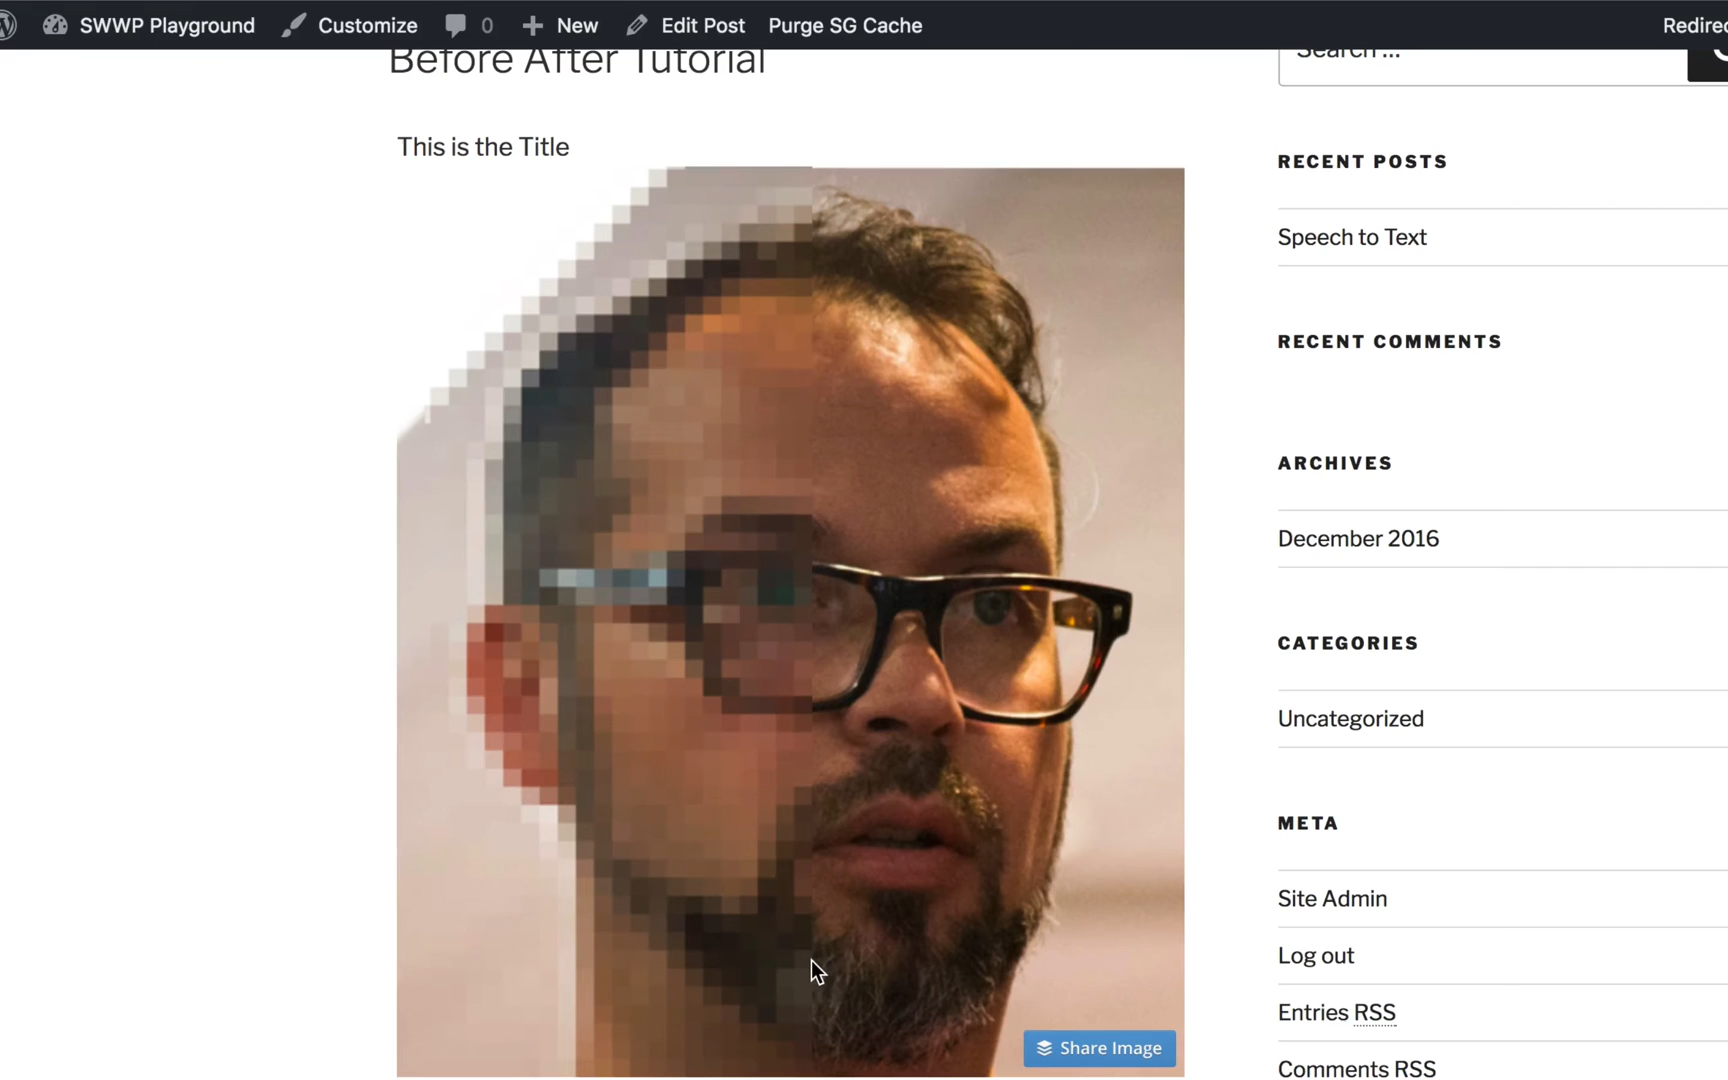 SWWP Playground Customize 0 New Edit Post Purge SG Cache
Before After Tutorial
This is the Title
Share Image
Search ...
RECENT POSTS
Speech to Text
RECENT COMMENTS
ARCHIVES
December 2016
CATEGORIES
Uncategorized
META
Site Admin
Log out
Entries RSS
Comments RSS